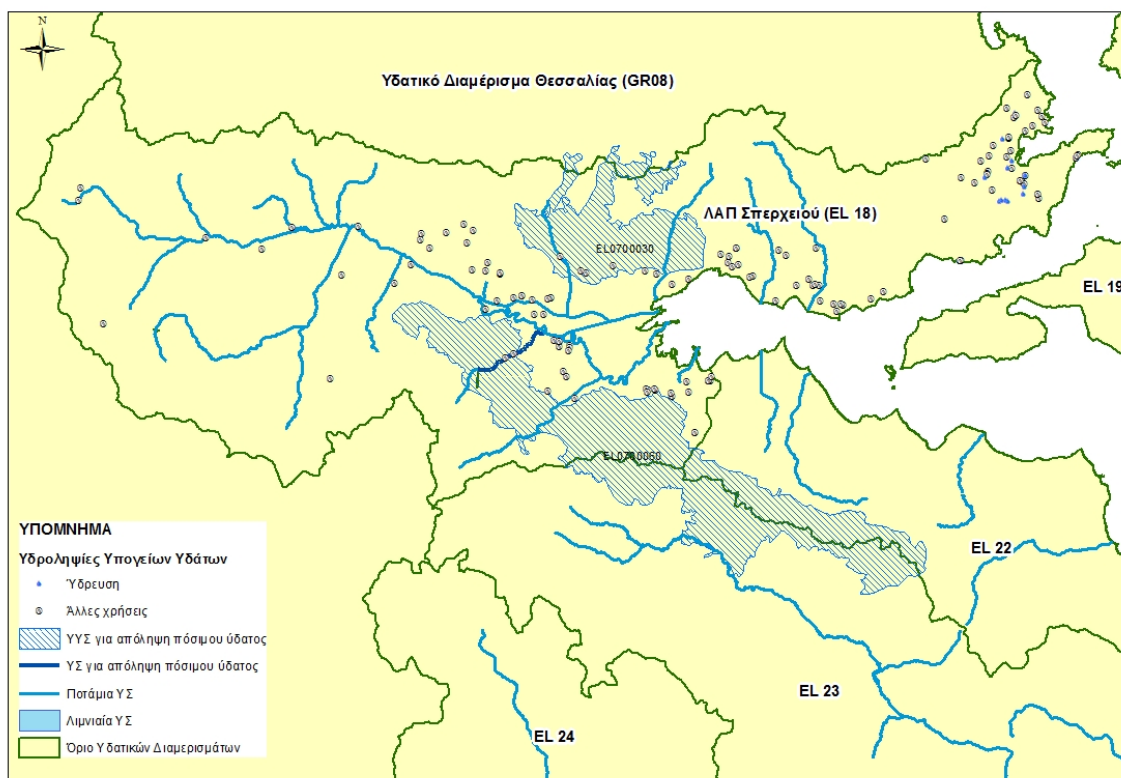 N
Υδατικό Διαμέρισμα Θεσσαλίας (GR08)
ΛΑΠ Σπερχειού (EL 18)
EL0700030
EL 19
EL0700060
EL 22
EL 23
EL 24
ΥΠΟΜΝΗΜΑ
Υδροληψίες Υπογείων Υδάτων
Ύδρευση
Άλλες χρήσεις
ΥΥΣ για απόληψη πόσιμου ύδατος
ΥΣ για απόληψη πόσιμου ύδατος
Ποτάμια ΥΣ
Λιμναία ΥΣ
Όριο Υδατικών Διαμερισμάτων